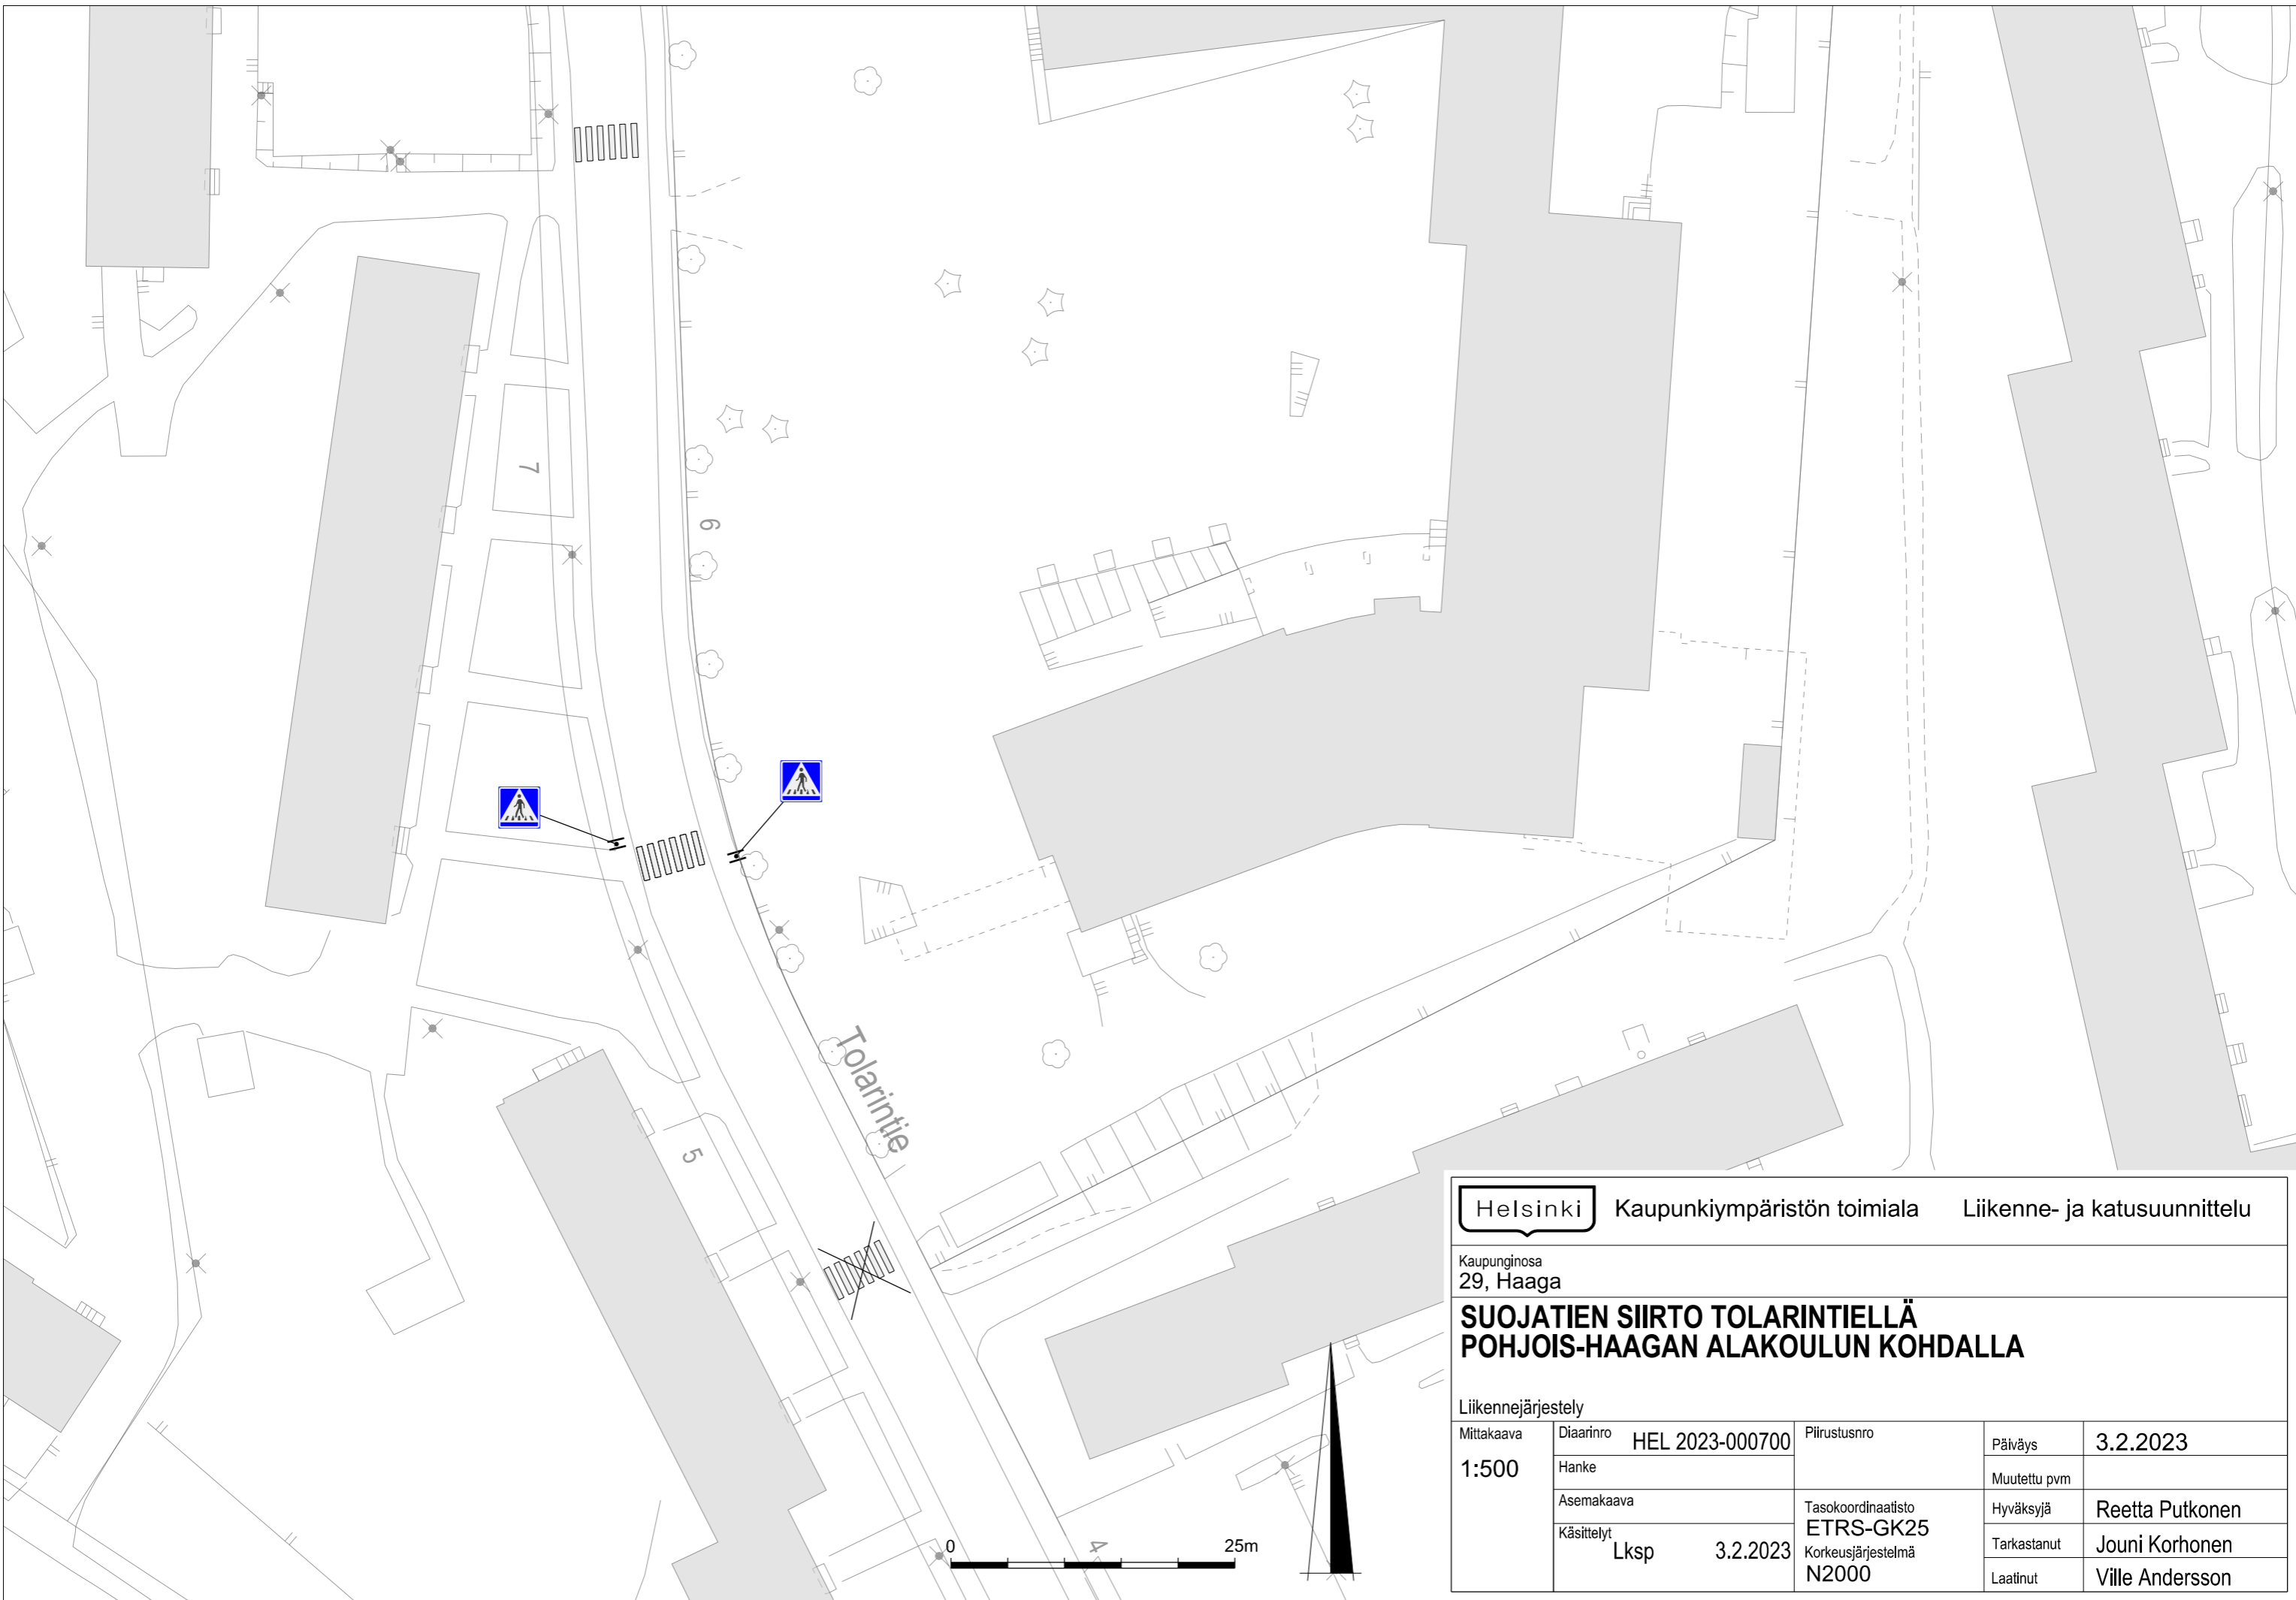 7
6
Tolarintie
5
4
0
25m
Helsinki Kaupunkiympäristön toimiala Liikenne- ja katusuunnittelu
Kaupunginosa
29, Haaga
SUOJATIEN SIIRTO TOLARINTIELLÄ
POHJOIS-HAAGAN ALAKOULUN KOHDALLA
Liikennejärjestely
Mittakaava
1:500
Diaarinro HEL 2023-000700
Hanke
Asemakaava
Käsittelyt
Lksp 3.2.2023
Piirustusnro
Tasokoordinaatisto
ETRS-GK25
Korkeusjärjestelmä
N2000
Päiväys 3.2.2023
Muutettu pvm
Hyväksyjä Reetta Putkonen
Tarkastanut Jouni Korhonen
Laatinut Ville Andersson